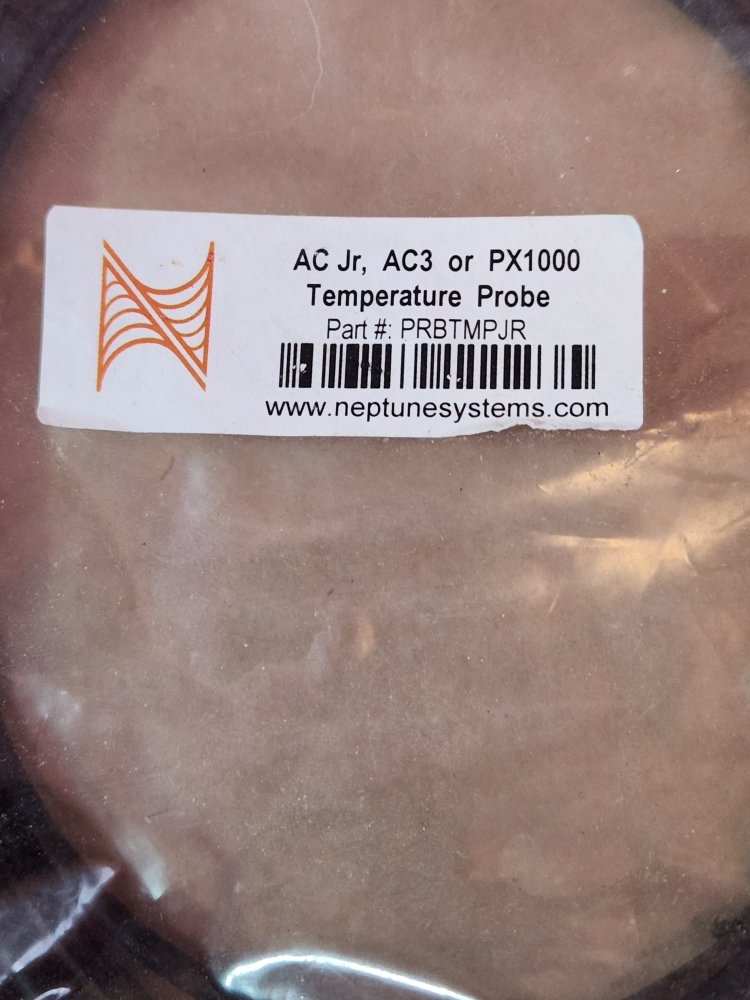 AC Jr, AC3 or PX1000
Temperature Probe
Part #: PRBTMPJR
www.neptunesystems.com